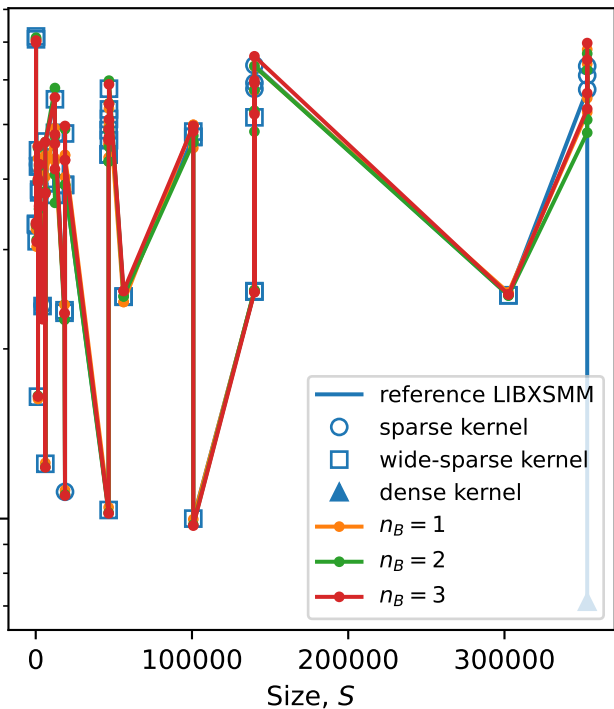 reference LIBXSMM
sparse kernel
wide-sparse kernel
dense kernel
n_B = 1
n_B = 2
n_B = 3
0 100000 200000 300000
Size, S